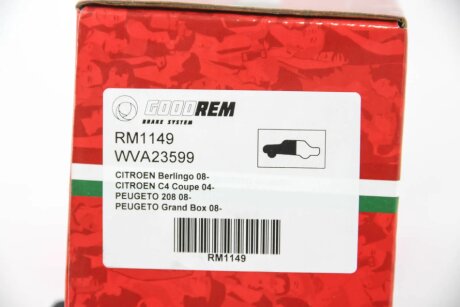 GOODREM
BRAKE SYSTEM
RM1149
WVA23599
CITROEN Berlingo 08-
CITROEN C4 Coupe 04-
PEUGETO 208 08-
PEUGETO Grand Box 08-
RM1149